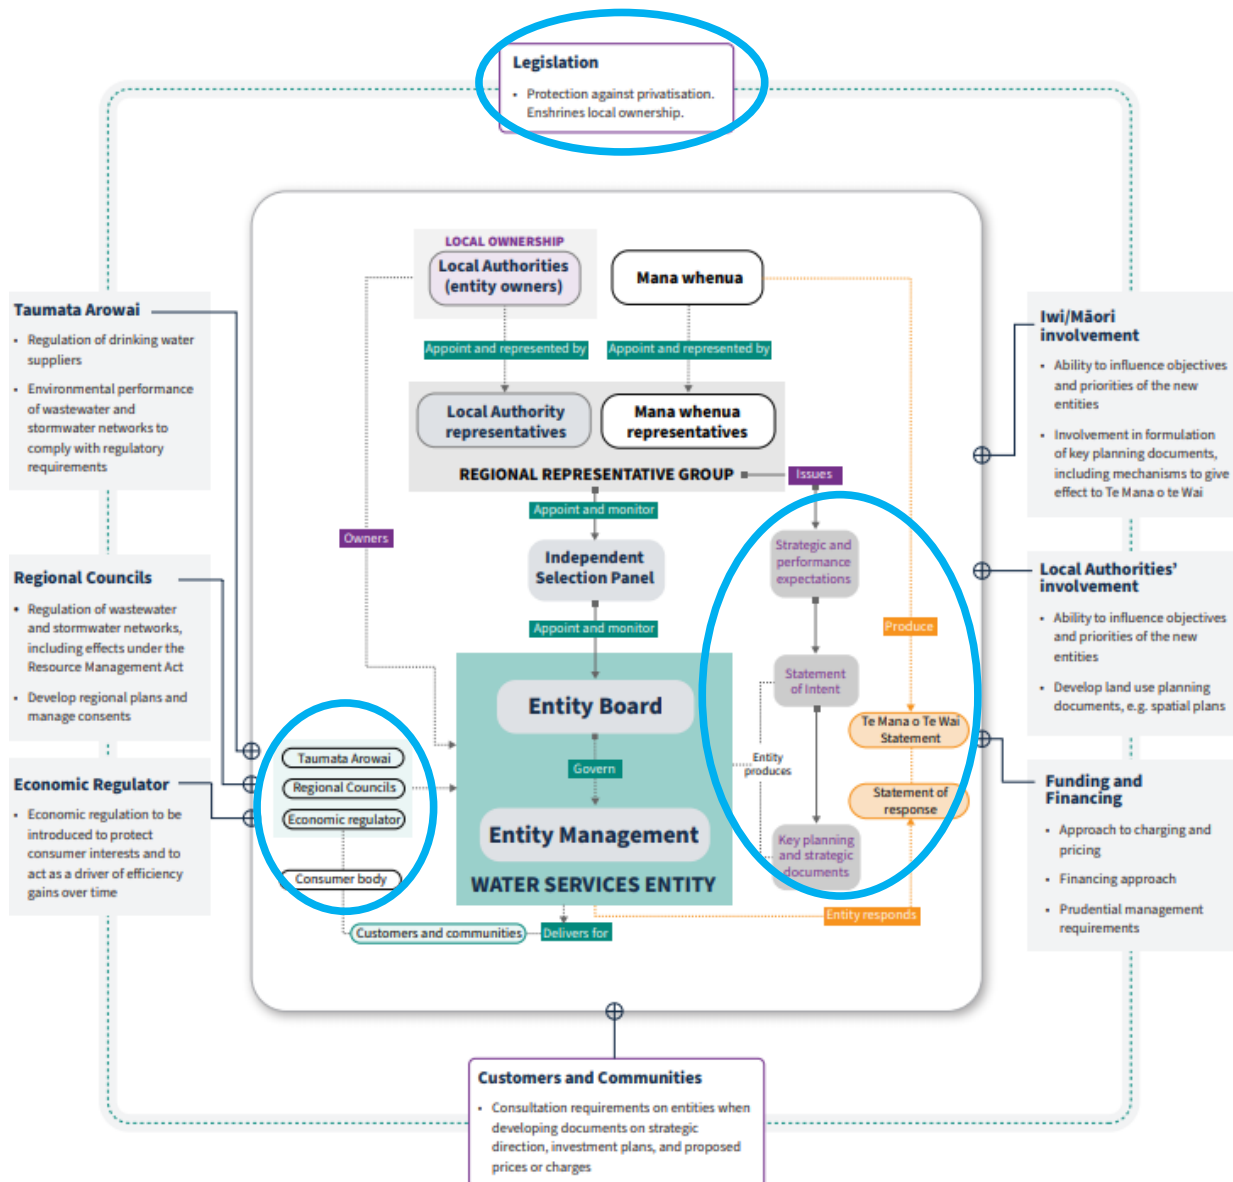 Legislation
• Protection against privatisation.
Enshrines local ownership.
LOCAL OWNERSHIP
Local Authorities
(entity owners)
Mana whenua
Appoint and represented by
Appoint and represented by
Local Authority
representatives
Mana whenua
representatives
REGIONAL REPRESENTATIVE GROUP
Issues
Appoint and monitor
Owners
Independent
Selection Panel
Strategic and
performance
expectations
Appoint and monitor
Produce
Statement
of Intent
Entity Board
Te Mana o Te Wai
Statement
Entity
produces
Govern
Statement of
response
Entity Management
Key planning
and strategic
documents
WATER SERVICES ENTITY
Entity responds
Taumata Arowai
Regional Councils
Economic regulator
Consumer body
Customers and communities
Delivers for
Taumata Arowai
• Regulation of drinking water
suppliers
• Environmental performance
of wastewater and
stormwater networks to
comply with regulatory
requirements
Regional Councils
• Regulation of wastewater
and stormwater networks,
including effects under the
Resource Management Act
• Develop regional plans and
manage consents
Economic Regulator
• Economic regulation to be
introduced to protect
consumer interests and to
act as a driver of efficiency
gains over time
Iwi/Māori
involvement
• Ability to influence objectives
and priorities of the new
entities
• Involvement in formulation
of key planning documents,
including mechanisms to give
effect to Te Mana o te Wai
Local Authorities’
involvement
• Ability to influence objectives
and priorities of the new
entities
• Develop land use planning
documents, e.g. spatial plans
Funding and
Financing
• Approach to charging and
pricing
• Financing approach
• Prudential management
requirements
Customers and Communities
• Consultation requirements on entities when
developing documents on strategic
direction, investment plans, and proposed
prices or charges